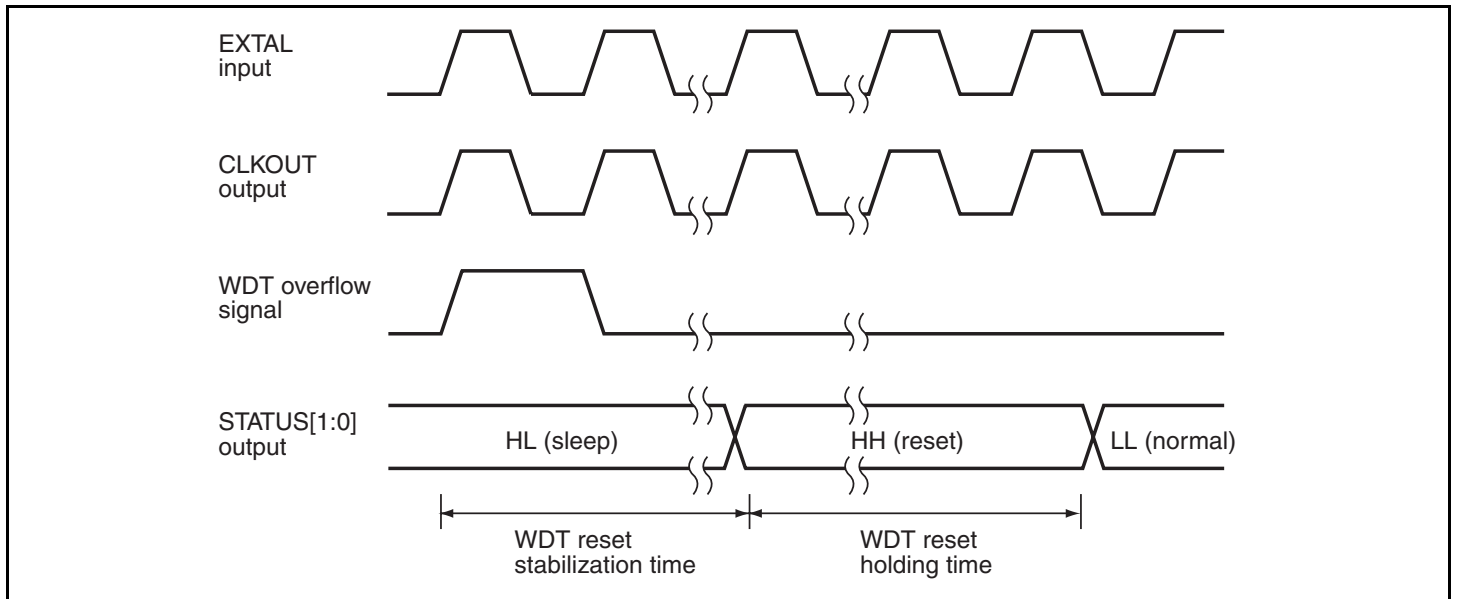 EXTAL
input
CLKOUT
output
WDT overflow
signal
STATUS[1:0]
output
HL (sleep)
HH (reset)
LL (normal)
WDT reset
stabilization time
WDT reset
holding time